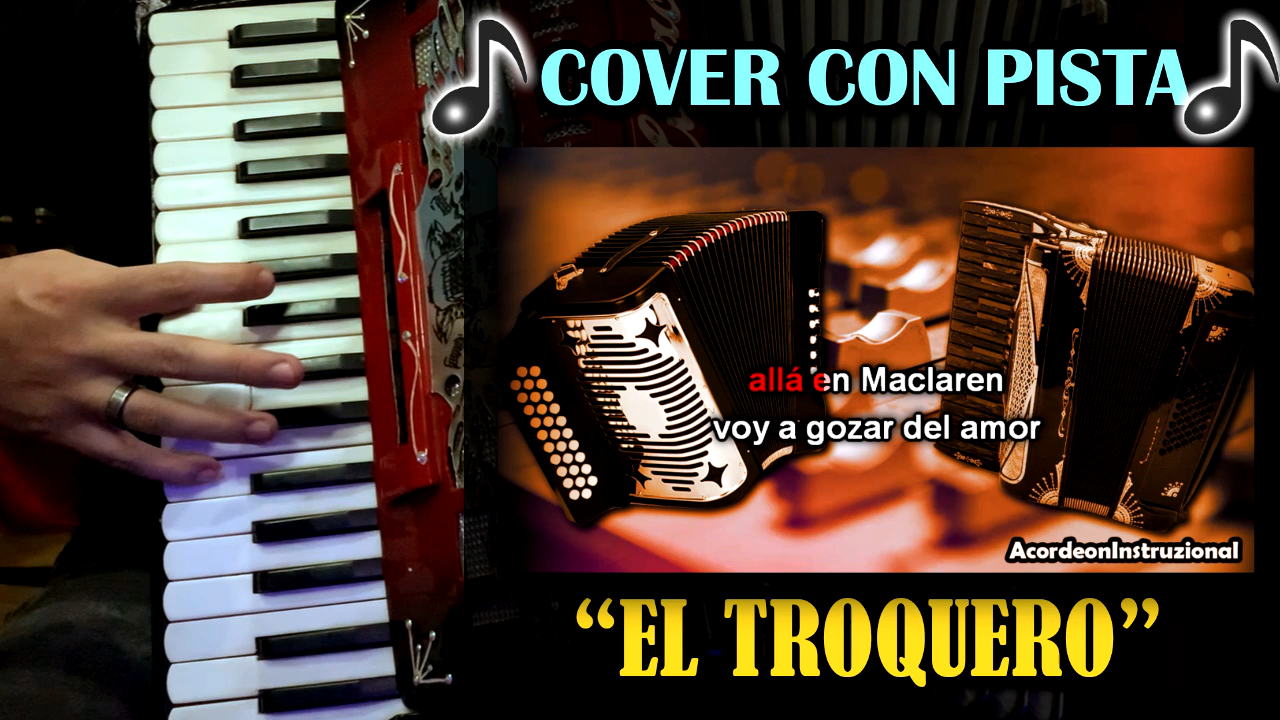 COVER CON PISTA
allá en Maclaren
voy a gozar del amor
AcordeonInstruzional
“EL TROQUERO”